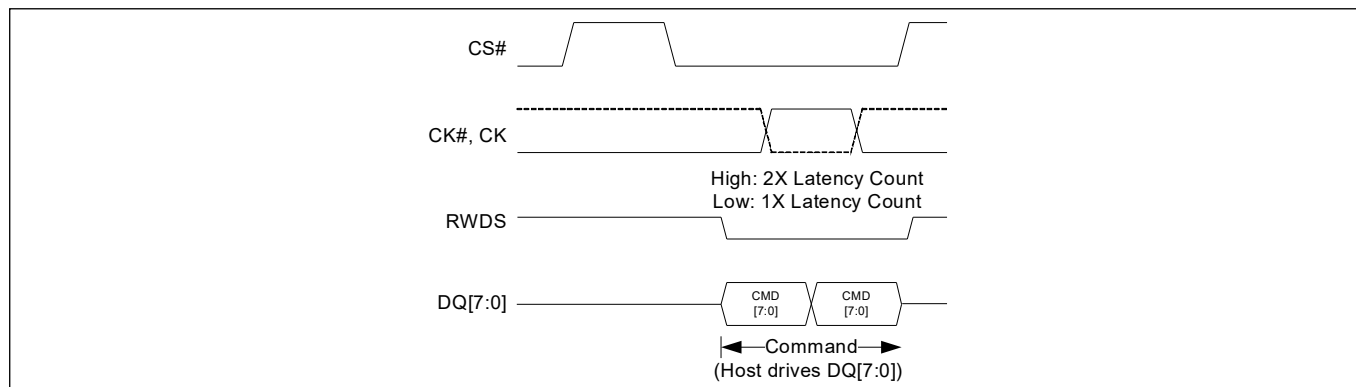 CS#
CK#, CK
High: 2X Latency Count
Low: 1X Latency Count
RWDS
DQ[7:0]
CMD
[7:0]
CMD
[7:0]
Command
(Host drives DQ[7:0])